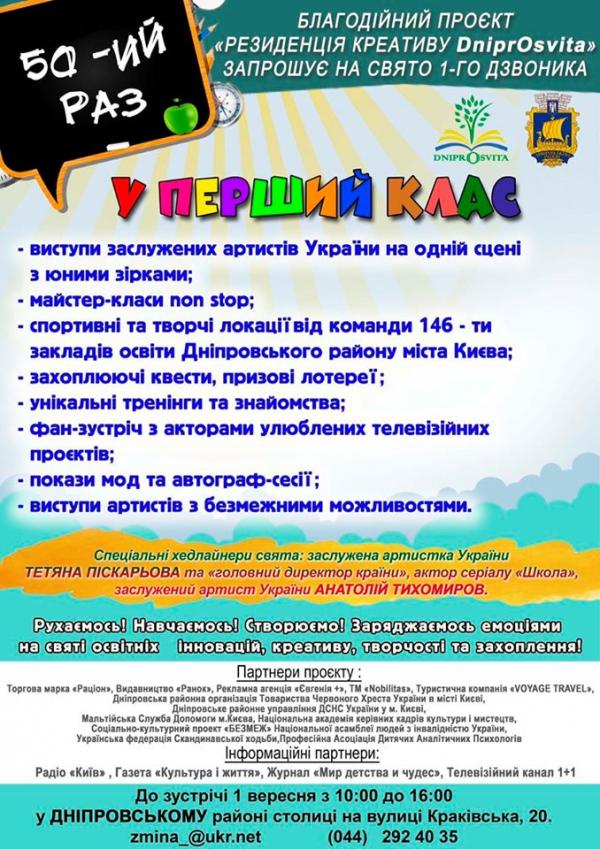 50-ИЙ
РАЗ
БЛАГОДІЙНИЙ ПРОЄКТ
«РЕЗИДЕНЦІЯ КРЕАТИВУ DniprOsvita»
ЗАПРОШУЄ НА СВЯТО 1-ГО ДЗВОНИКА
DNIPROSVITA
У ПЕРШИЙ КЛАС
- виступи заслужених артистів України на одній сцені
з юними зірками;
- майстер-класи non stop;
- спортивні та творчі локації від команди 146 - ти
закладів освіти Дніпровського району міста Києва;
- захоплюючі квести, призові лотереї;
- унікальні тренінги та знайомства;
- фан-зустріч з акторами улюблених телевізійних
проєктів;
- покази мод та автограф-сесії;
- виступи артистів з безмежними можливостями.
Спеціальні хедлайнери свята: заслужена артистка України
ТЕТЯНА ПІСКАРЬОВА та «головний директор країни», актор серіалу «Школа»,
заслужений артист України АНАТОЛІЙ ТИХОМИРОВ.
Рухаємось! Навчаємось! Створюємо! Заряджаємось емоціями
на святі освітніх інновацій, креативу, творчості та захоплення!
Партнери проєкту :
Торгова марка «Раціон», Видавництво «Ранок», Рекламна агенція «Євгенія +», ТМ «Nobilitas», Туристична компанія «VOYAGE TRAVEL»,
Дніпровська районна організація Товариства Червоного Хреста України в місті Києві,
Дніпровське районне управління ДСНС України у м. Києві,
Мальтійська Служба Допомоги м.Києва, Національна академія керівних кадрів культури і мистецтв,
Соціально-культурний проект «БЕЗМЕЖ» Національної асамблеї людей з інвалідністю України,
Українська федерація Скандинавської ходьби,Професійна Асоціація Дитячих Аналітичних Психологів
Інформаційні партнери:
Радіо «Київ» , Газета «Культура і життя», Журнал «Мир детства и чудес», Телевізійний канал 1+1
До зустрічі 1 вересня з 10:00 до 16:00
у ДНІПРОВСЬКОМУ районі столиці на вулиці Краківська, 20.
zmina_@ukr.net (044) 292 40 35